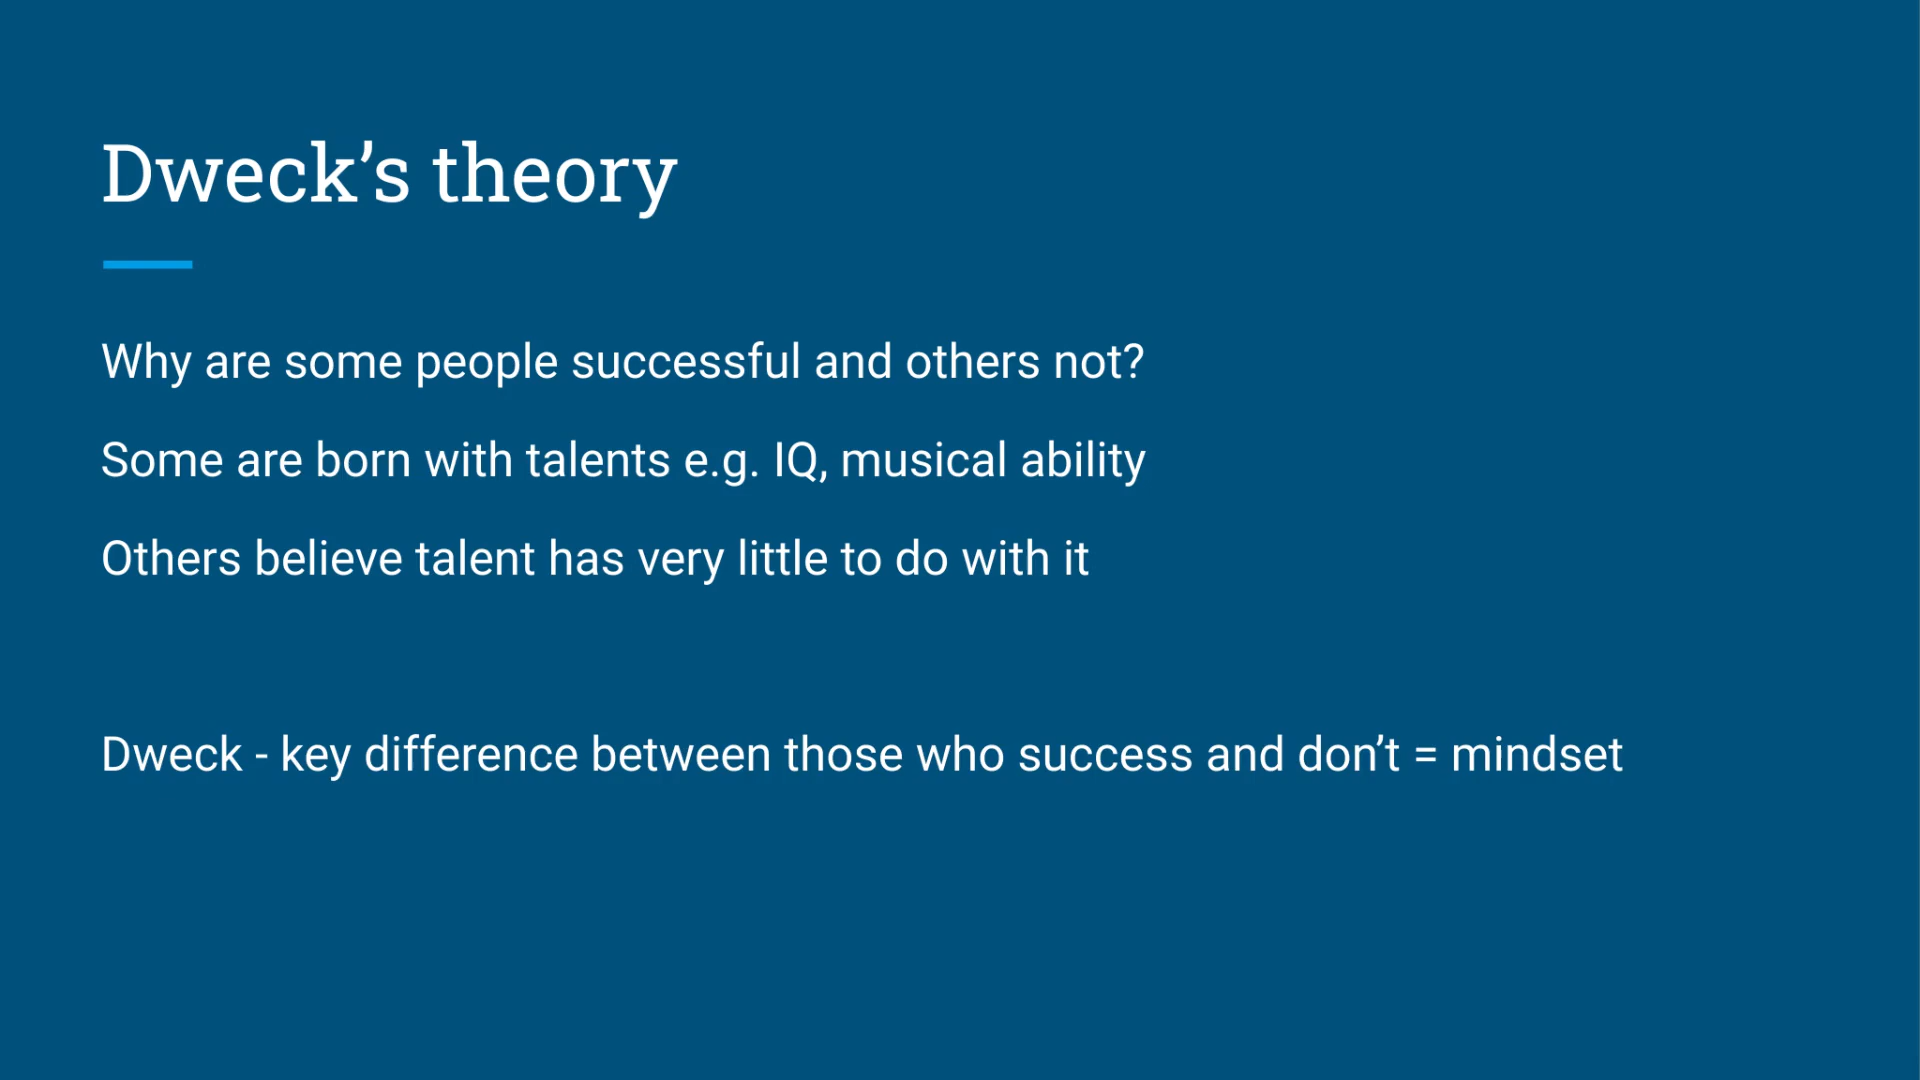 Dweck’s theory
Why are some people successful and others not?
Some are born with talents e.g. IQ, musical ability
Others believe talent has very little to do with it
Dweck - key difference between those who success and don’t = mindset